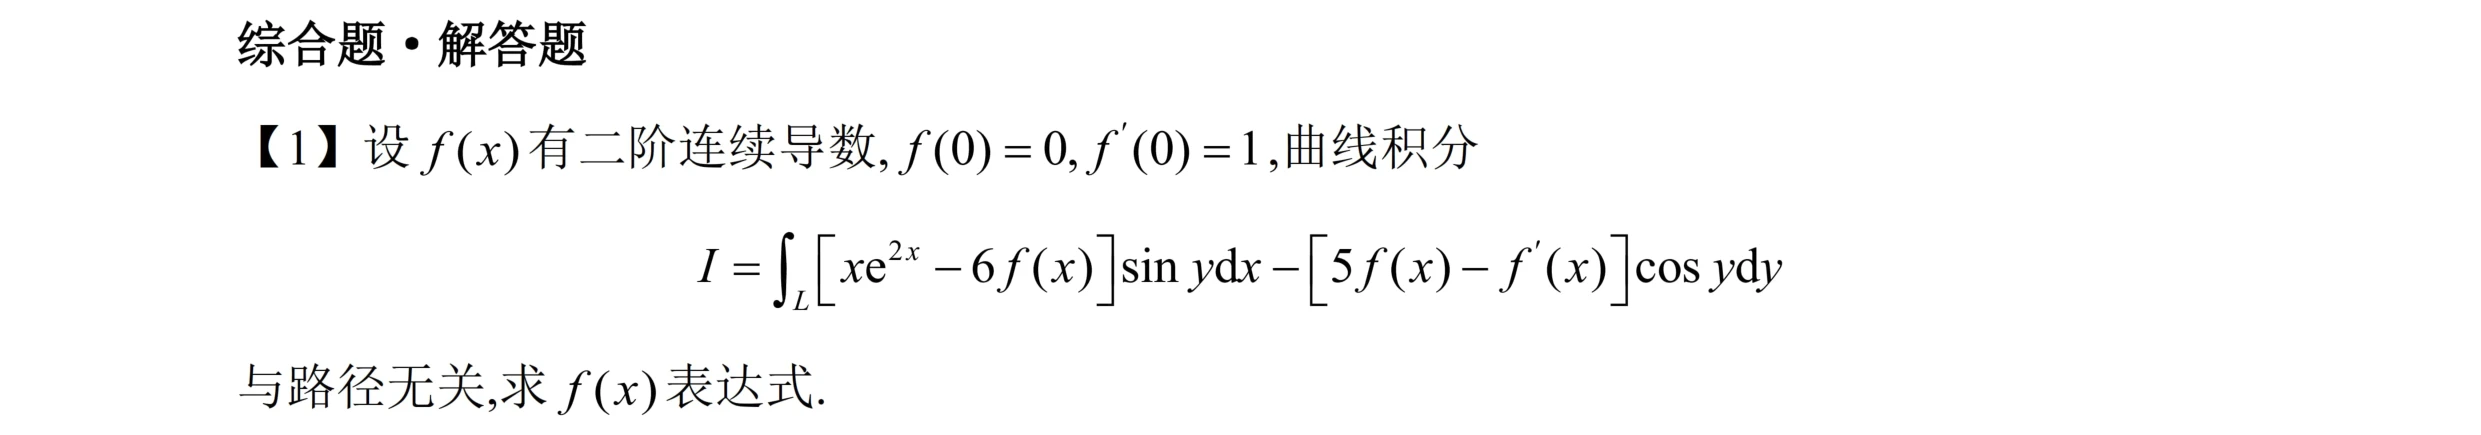 综合题·解答题
【1】设 f(x)有二阶连续导数, f(0) = 0, f′(0) = 1,曲线积分
I = ∫_L [xe^{2x} − 6f(x)]sin ydx − [5f(x) − f′(x)]cos ydy
与路径无关,求 f(x)表达式.